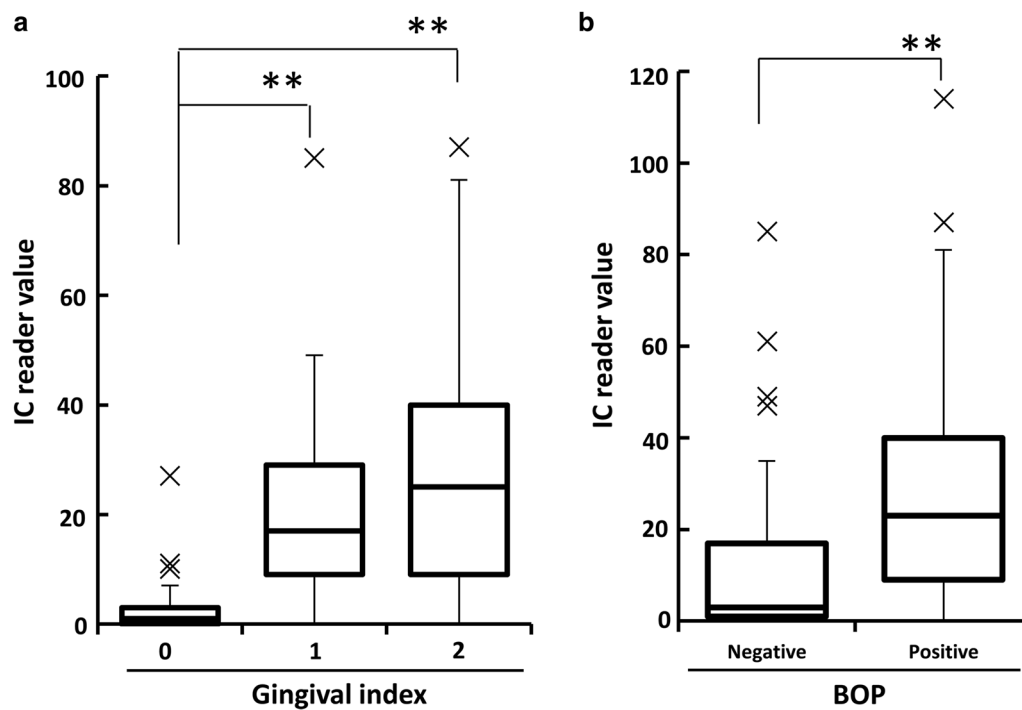 a
**
**
100
80
60
40
20
0
IC reader value
0 1 2
Gingival index
b
**
120
100
80
60
40
20
0
IC reader value
Negative Positive
BOP